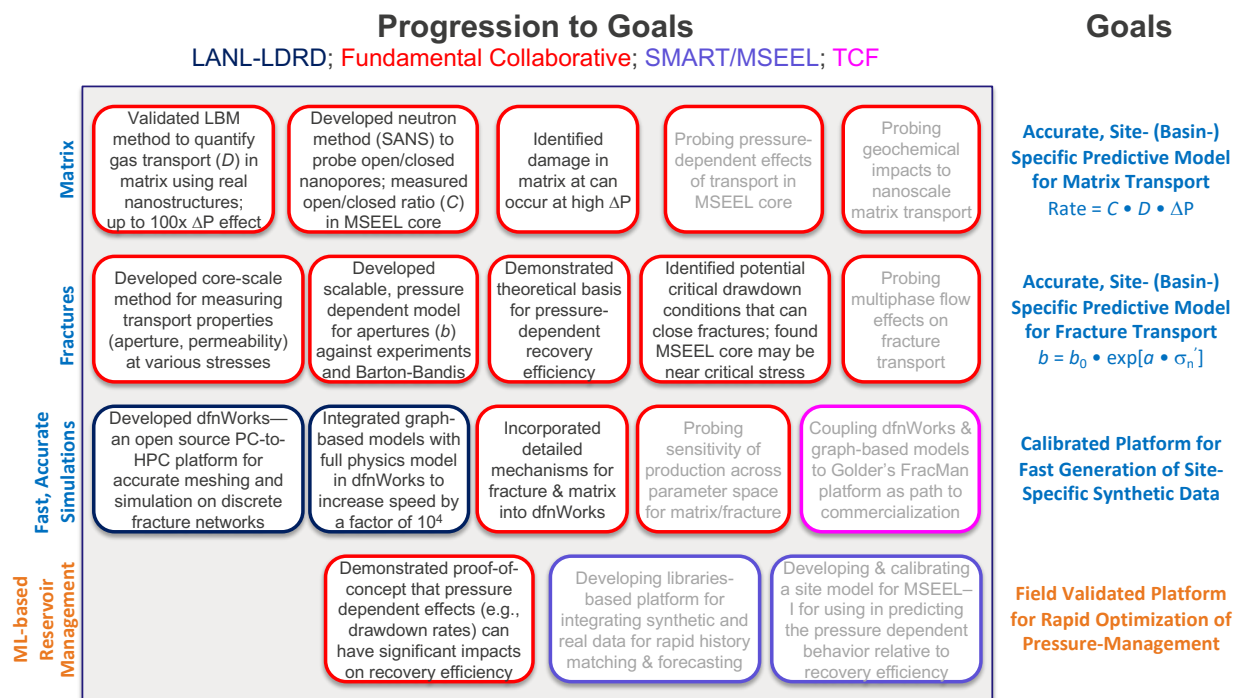 Progression to Goals
Goals
LANL-LDRD; Fundamental Collaborative; SMART/MSEEL; TCF
Matrix
Validated LBM
method to quantify
gas transport (D) in
matrix using real
nanostructures;
up to 100x ΔP effect
Developed neutron
method (SANS) to
probe open/closed
nanopores; measured
open/closed ratio (C)
in MSEEL core
Identified
damage in
matrix at can
occur at high ΔP
Probing pressure-
dependent effects
of transport in
MSEEL core
Probing
geochemical
impacts to
nanoscale
matrix transport
Accurate, Site- (Basin-)
Specific Predictive Model
for Matrix Transport
Rate = C • D • ΔP
Fractures
Developed core-scale
method for measuring
transport properties
(aperture, permeability)
at various stresses
Developed
scalable, pressure
dependent model
for apertures (b)
against experiments
and Barton-Bandis
Demonstrated
theoretical basis
for pressure-
dependent
recovery
efficiency
Identified potential
critical drawdown
conditions that can
close fractures; found
MSEEL core may be
near critical stress
Probing
multiphase flow
effects on
fracture
transport
Accurate, Site- (Basin-)
Specific Predictive Model
for Fracture Transport
b = b₀ • exp[a • σₙ′]
Fast, Accurate
Simulations
Developed dfnWorks—
an open source PC-to-
HPC platform for
accurate meshing and
simulation on discrete
fracture networks
Integrated graph-
based models with
full physics model
in dfnWorks to
increase speed by
a factor of 10⁴
Incorporated
detailed
mechanisms for
fracture & matrix
into dfnWorks
Probing
sensitivity of
production across
parameter space
for matrix/fracture
Coupling dfnWorks &
graph-based models
to Golder's FracMan
platform as path to
commercialization
Calibrated Platform for
Fast Generation of Site-
Specific Synthetic Data
ML-based
Reservoir
Management
Demonstrated proof-of-
concept that pressure
dependent effects (e.g.,
drawdown rates) can
have significant impacts
on recovery efficiency
Developing libraries-
based platform for
integrating synthetic and
real data for rapid history
matching & forecasting
Developing & calibrating
a site model for MSEEL–
I for using in predicting
the pressure dependent
behavior relative to
recovery efficiency
Field Validated Platform
for Rapid Optimization of
Pressure-Management